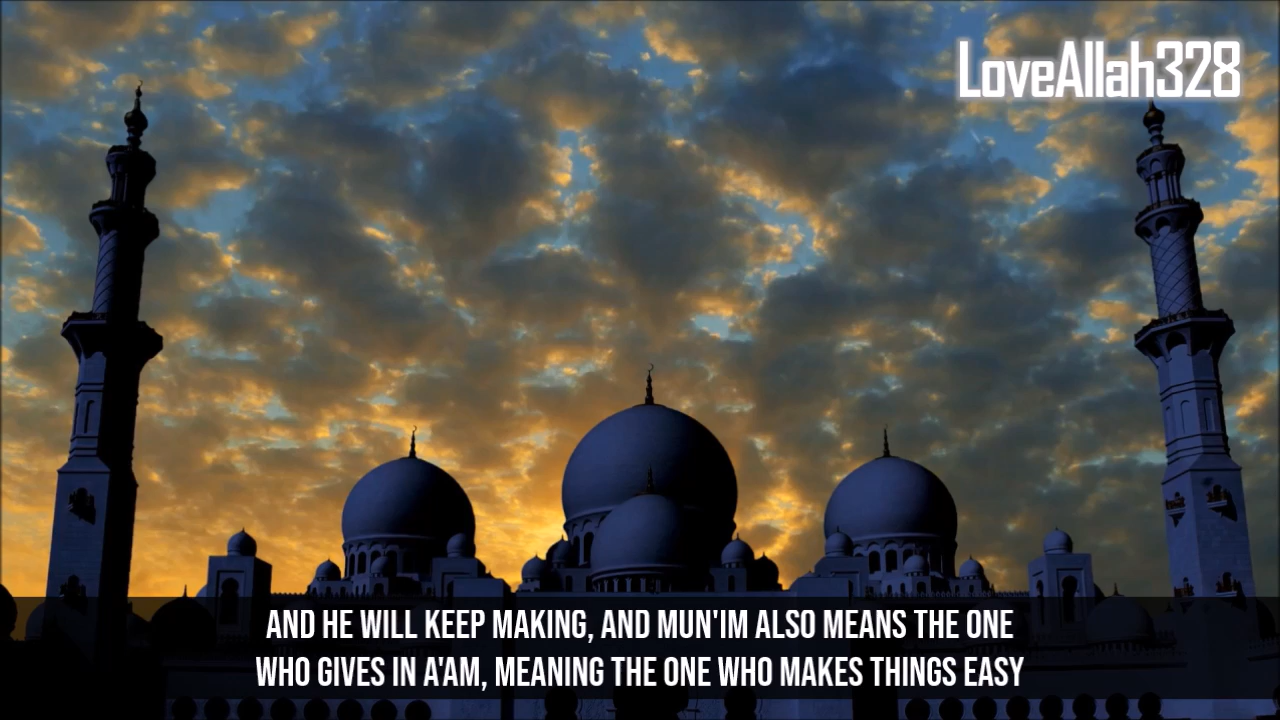 LoveAllah328
AND HE WILL KEEP MAKING, AND MUN'IM ALSO MEANS THE ONE
WHO GIVES IN A'AM, MEANING THE ONE WHO MAKES THINGS EASY